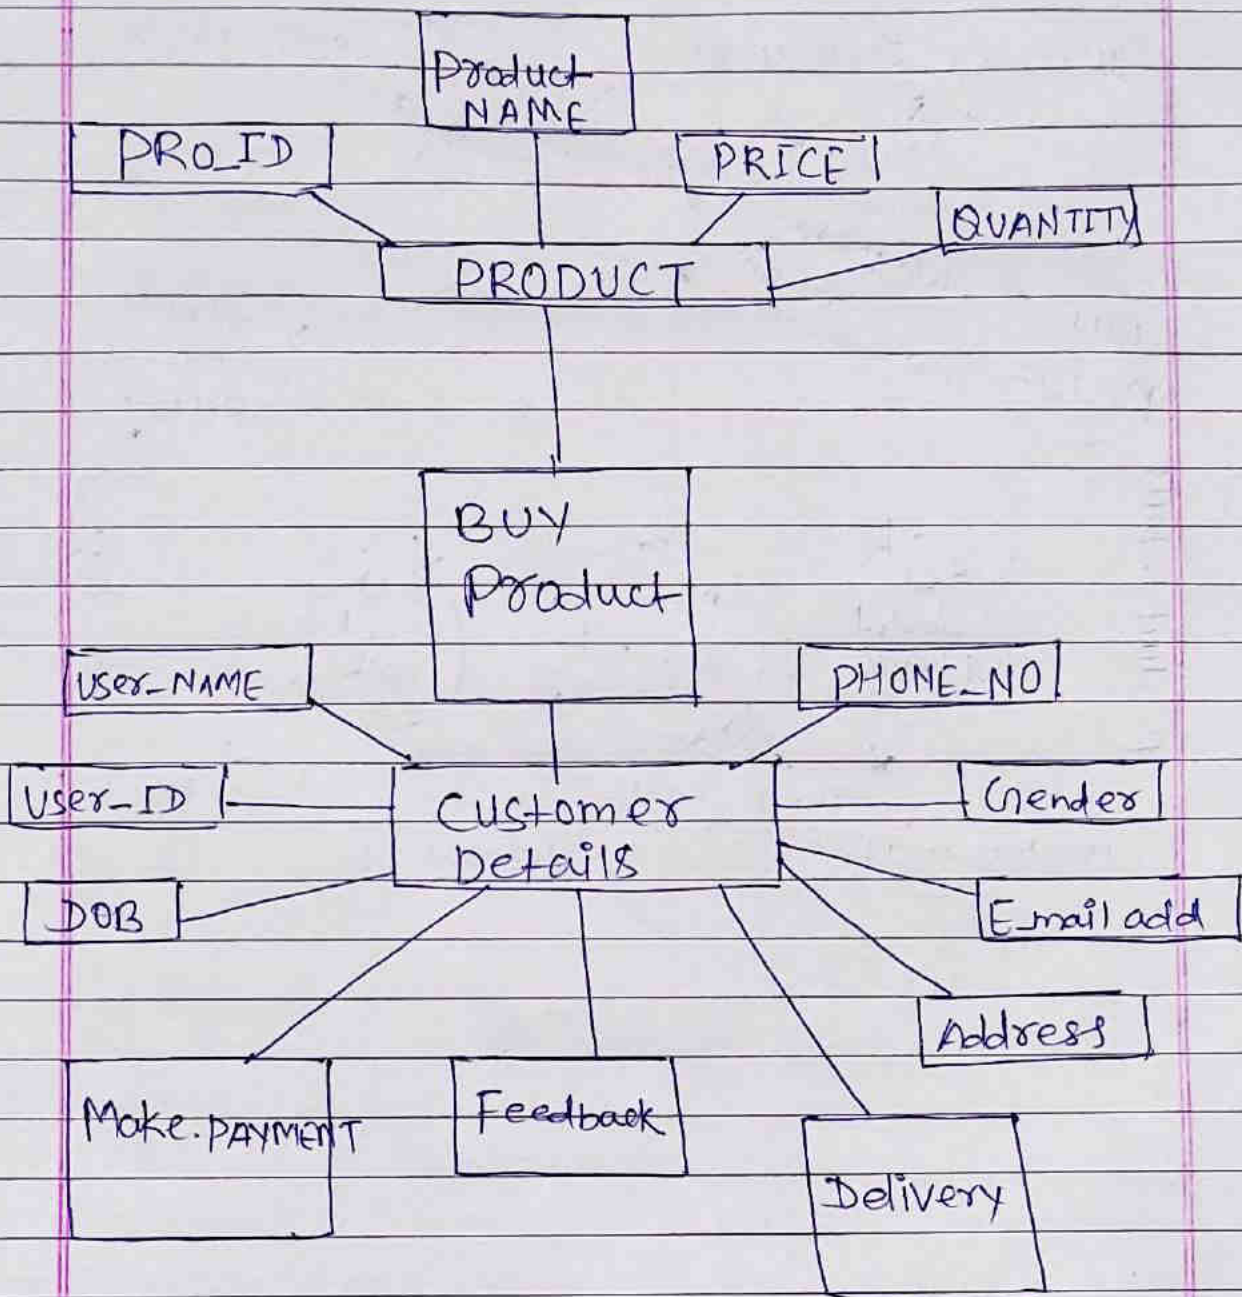 Product
NAME
PRO_ID
PRICE
QUANTITY
PRODUCT
BUY
Product
User_NAME
PHONE_NO
User_ID
Customer
Details
Gender
DOB
E_mail add
Address
Make.PAYMENT
Feedback
Delivery